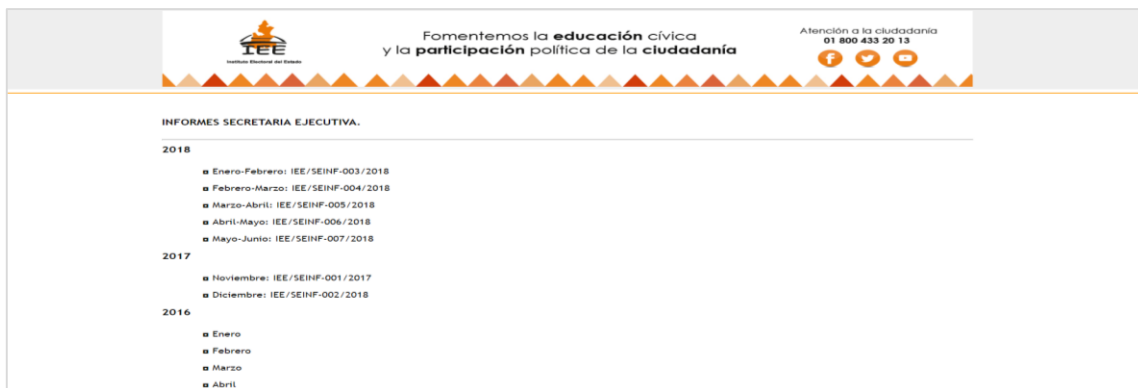 IEE
Instituto Electoral del Estado
Fomentemos la educación cívica
y la participación política de la ciudadanía
Atención a la ciudadanía
01 800 433 20 13
INFORMES SECRETARIA EJECUTIVA.
2018
Enero-Febrero: IEE/SEINF-003/2018
Febrero-Marzo: IEE/SEINF-004/2018
Marzo-Abril: IEE/SEINF-005/2018
Abril-Mayo: IEE/SEINF-006/2018
Mayo-Junio: IEE/SEINF-007/2018
2017
Noviembre: IEE/SEINF-001/2017
Diciembre: IEE/SEINF-002/2018
2016
Enero
Febrero
Marzo
Abril